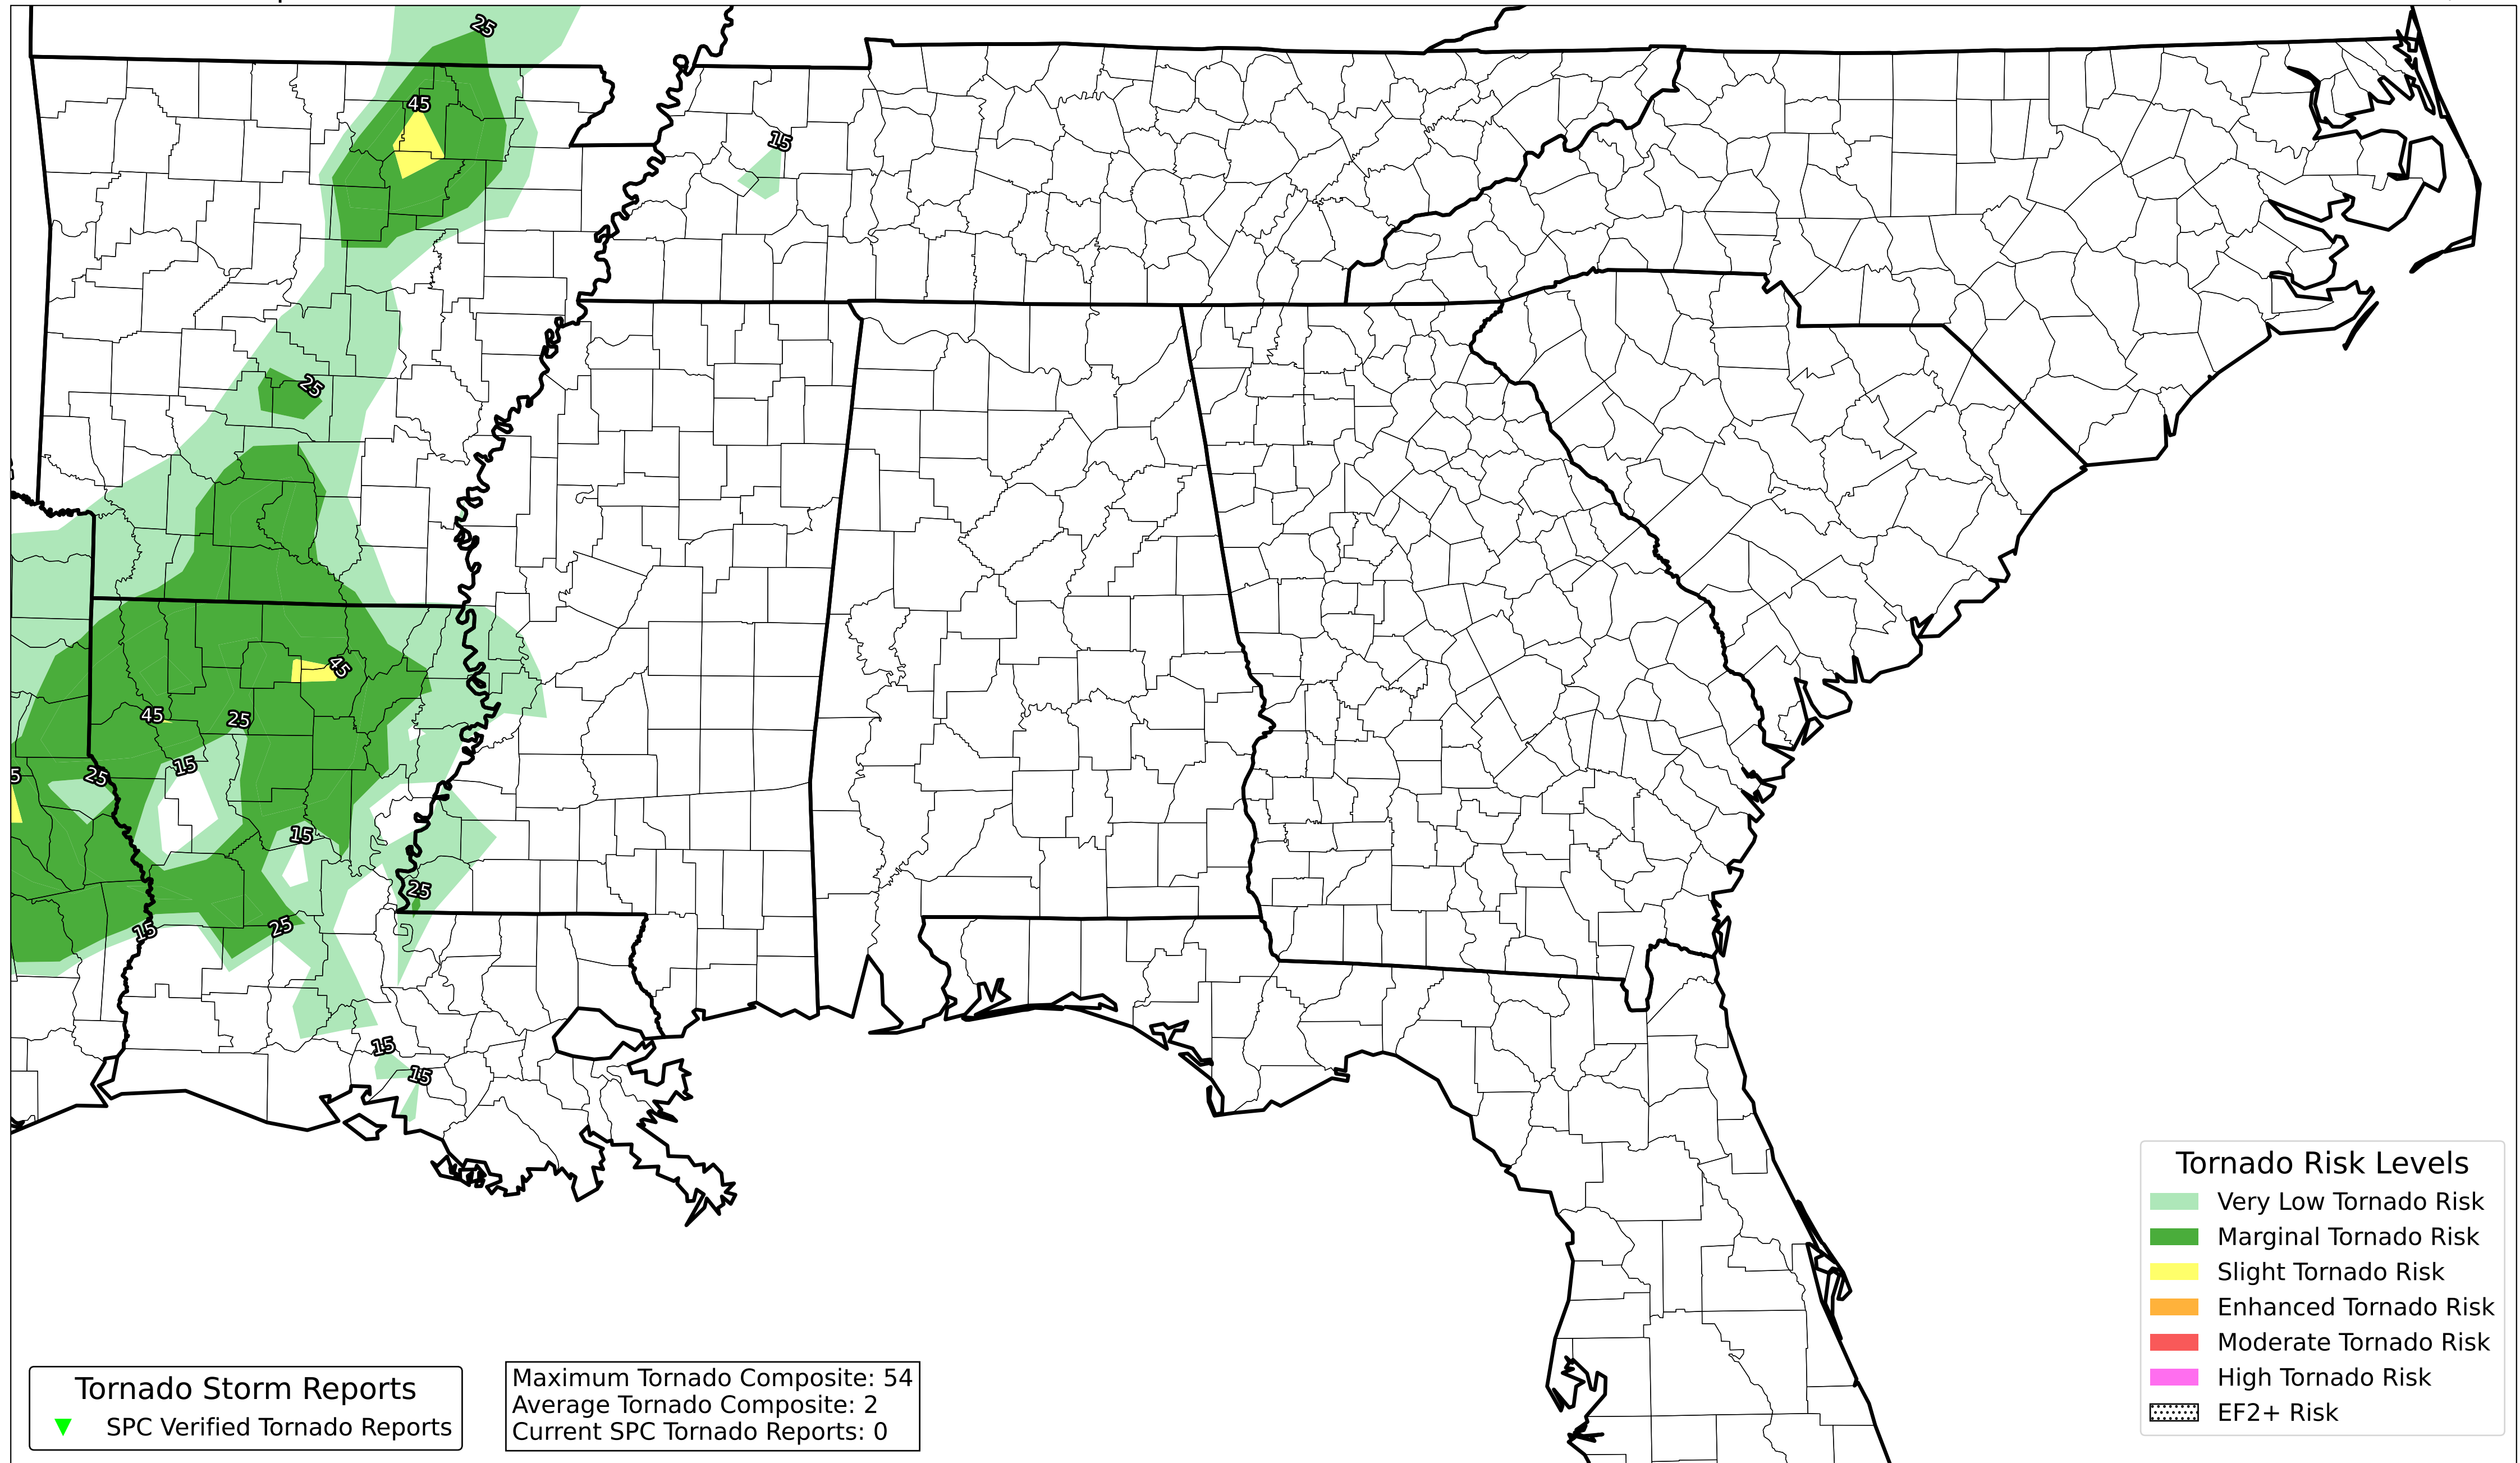 25
45
15
25
45
45
25
15
25
5
15
25
25
15
15
15
Tornado Risk Levels
Very Low Tornado Risk
Marginal Tornado Risk
Slight Tornado Risk
Enhanced Tornado Risk
Moderate Tornado Risk
High Tornado Risk
EF2+ Risk
Tornado Storm Reports
SPC Verified Tornado Reports
Maximum Tornado Composite: 54
Average Tornado Composite: 2
Current SPC Tornado Reports: 0